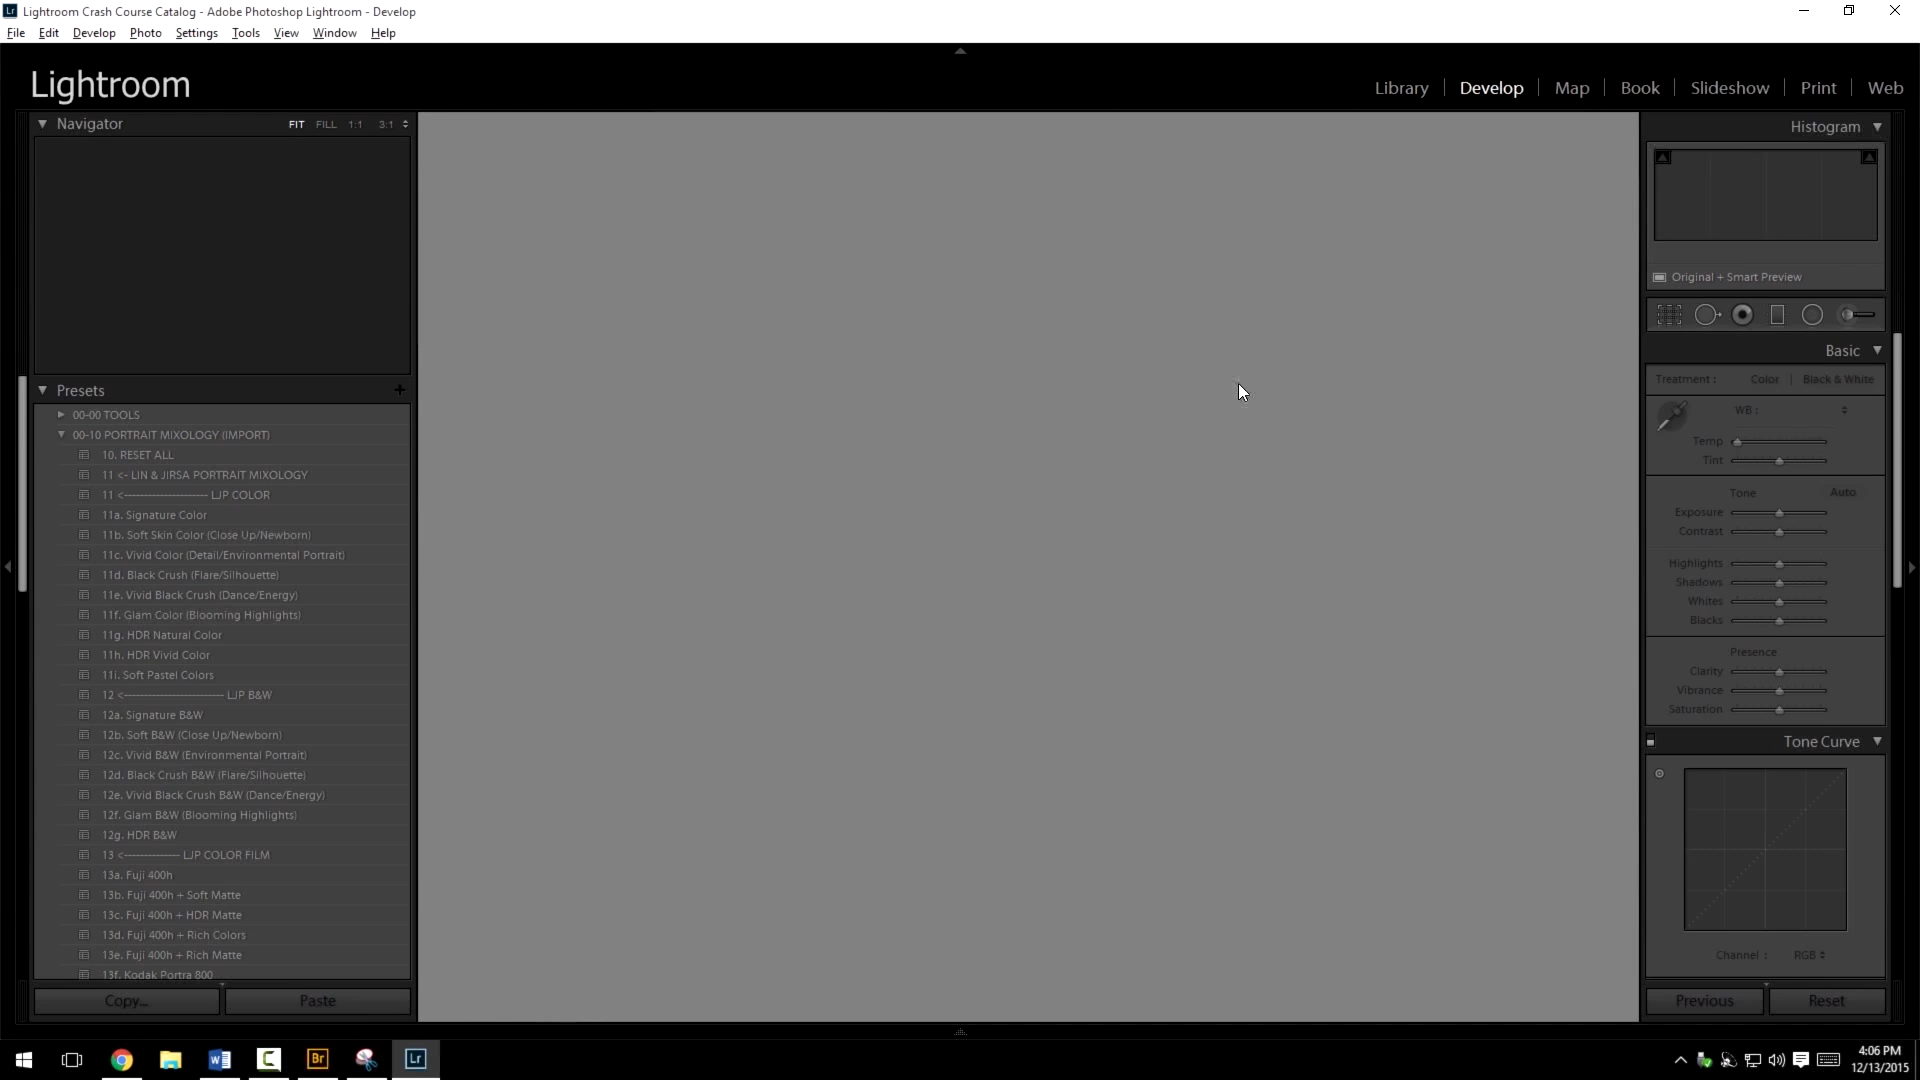 Lightroom Crash Course Catalog - Adobe Photoshop Lightroom - Develop
File Edit Develop Photo Settings Tools View Window Help
Lightroom
Library Develop Map Book Slideshow Print Web
Navigator FIT FILL 1:1 3:1
Histogram
Original + Smart Preview
Basic
Treatment : Color Black & White
WB :
Temp
Tint
Tone Auto
Exposure
Contrast
Highlights
Shadows
Whites
Blacks
Presence
Clarity
Vibrance
Saturation
Tone Curve
Channel : RGB
Previous Reset
Presets +
00-00 TOOLS
00-10 PORTRAIT MIXOLOGY (IMPORT)
10. RESET ALL
11 <- LIN & JIRSA PORTRAIT MIXOLOGY
11 <--------------------- LJP COLOR
11a. Signature Color
11b. Soft Skin Color (Close Up/Newborn)
11c. Vivid Color (Detail/Environmental Portrait)
11d. Black Crush (Flare/Silhouette)
11e. Vivid Black Crush (Dance/Energy)
11f. Glam Color (Blooming Highlights)
11g. HDR Natural Color
11h. HDR Vivid Color
11i. Soft Pastel Colors
12 <------------------------- LJP B&W
12a. Signature B&W
12b. Soft B&W (Close Up/Newborn)
12c. Vivid B&W (Environmental Portrait)
12d. Black Crush B&W (Flare/Silhouette)
12e. Vivid Black Crush B&W (Dance/Energy)
12f. Glam B&W (Blooming Highlights)
12g. HDR B&W
13 <-------------- LJP COLOR FILM
13a. Fuji 400h
13b. Fuji 400h + Soft Matte
13c. Fuji 400h + HDR Matte
13d. Fuji 400h + Rich Colors
13e. Fuji 400h + Rich Matte
13f. Kodak Portra 800
Copy... Paste
Br Lr
4:06 PM
12/13/2015